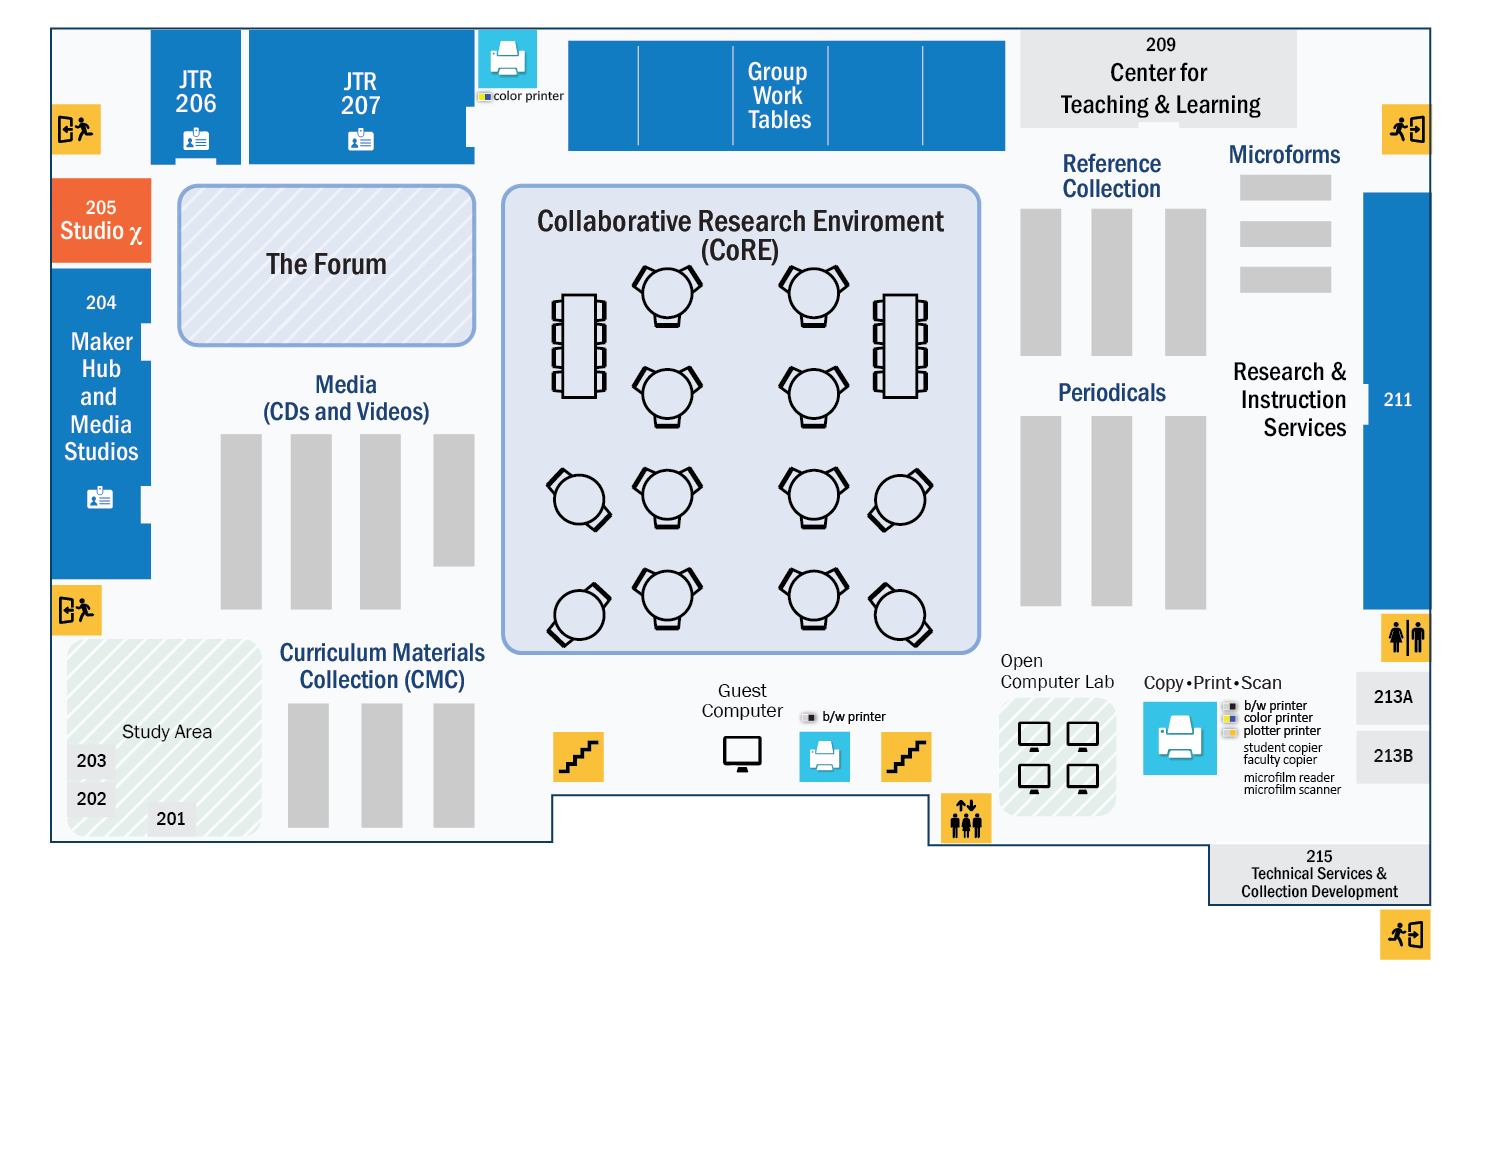 JTR
206
JTR
207
color printer
Group
Work
Tables
209
Center for
Teaching & Learning
Reference
Collection
Microforms
205
Studio χ
The Forum
Collaborative Research Enviroment
(CoRE)
204
Maker
Hub
and
Media
Studios
Media
(CDs and Videos)
Periodicals
Research &
Instruction
Services
211
Curriculum Materials
Collection (CMC)
Study Area
203
202
201
Guest
Computer
b/w printer
Open
Computer Lab
Copy•Print•Scan
b/w printer
color printer
plotter printer
student copier
faculty copier
microfilm reader
microfilm scanner
213A
213B
215
Technical Services &
Collection Development